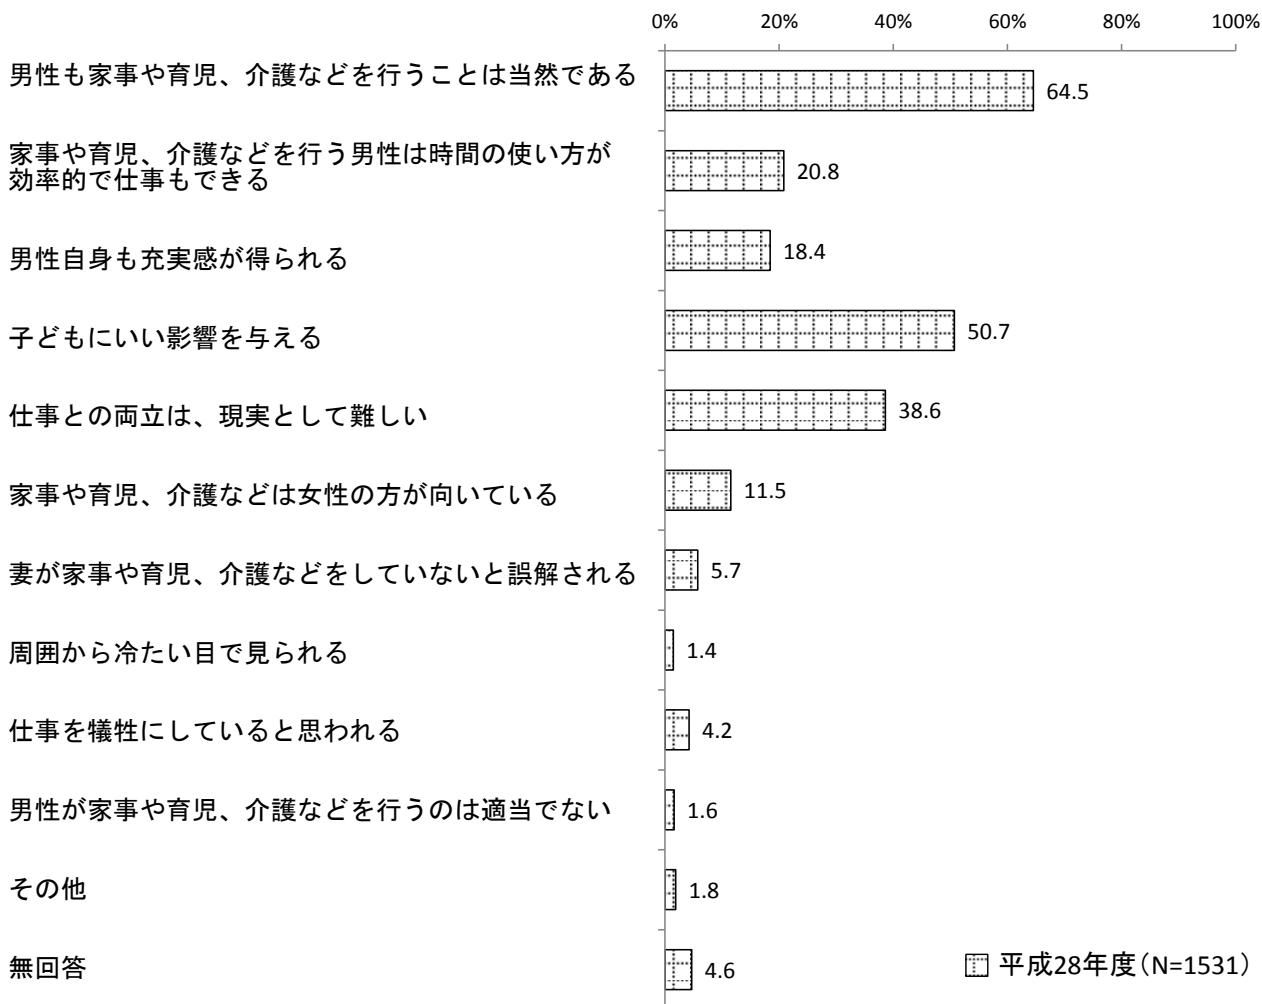 0% 20% 40% 60% 80% 100%
男性も家事や育児、介護などを行うことは当然である 64.5
家事や育児、介護などを行う男性は時間の使い方が
効率的で仕事もできる 20.8
男性自身も充実感が得られる 18.4
子どもにいい影響を与える 50.7
仕事との両立は、現実として難しい 38.6
家事や育児、介護などは女性の方が向いている 11.5
妻が家事や育児、介護などをしていないと誤解される 5.7
周囲から冷たい目で見られる 1.4
仕事を犠牲にしていると思われる 4.2
男性が家事や育児、介護などを行うのは適当でない 1.6
その他 1.8
無回答 4.6
平成28年度(N=1531)